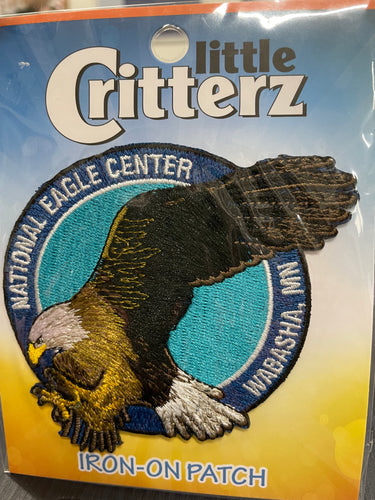 little
Critterz
NATIONAL EAGLE CENTER
WABASHA, MN
IRON-ON PATCH